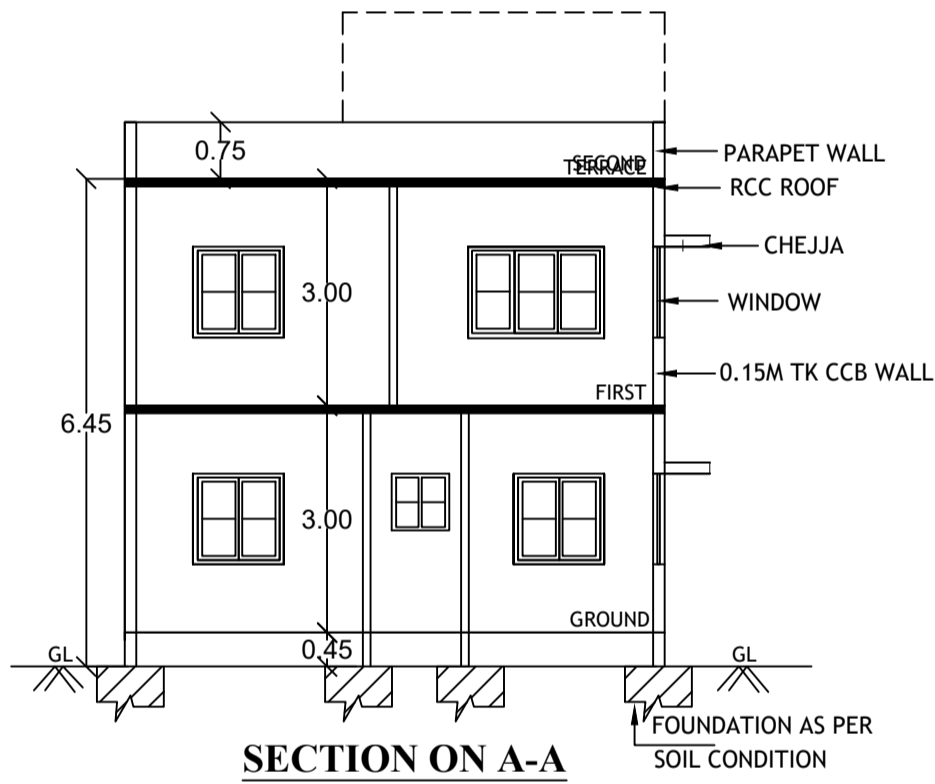 0.75
SECOND
TERRACE
PARAPET WALL
RCC ROOF
CHEJJA
3.00
WINDOW
0.15M TK CCB WALL
FIRST
6.45
3.00
GROUND
0.45
GL
GL
FOUNDATION AS PER
SOIL CONDITION
SECTION ON A-A